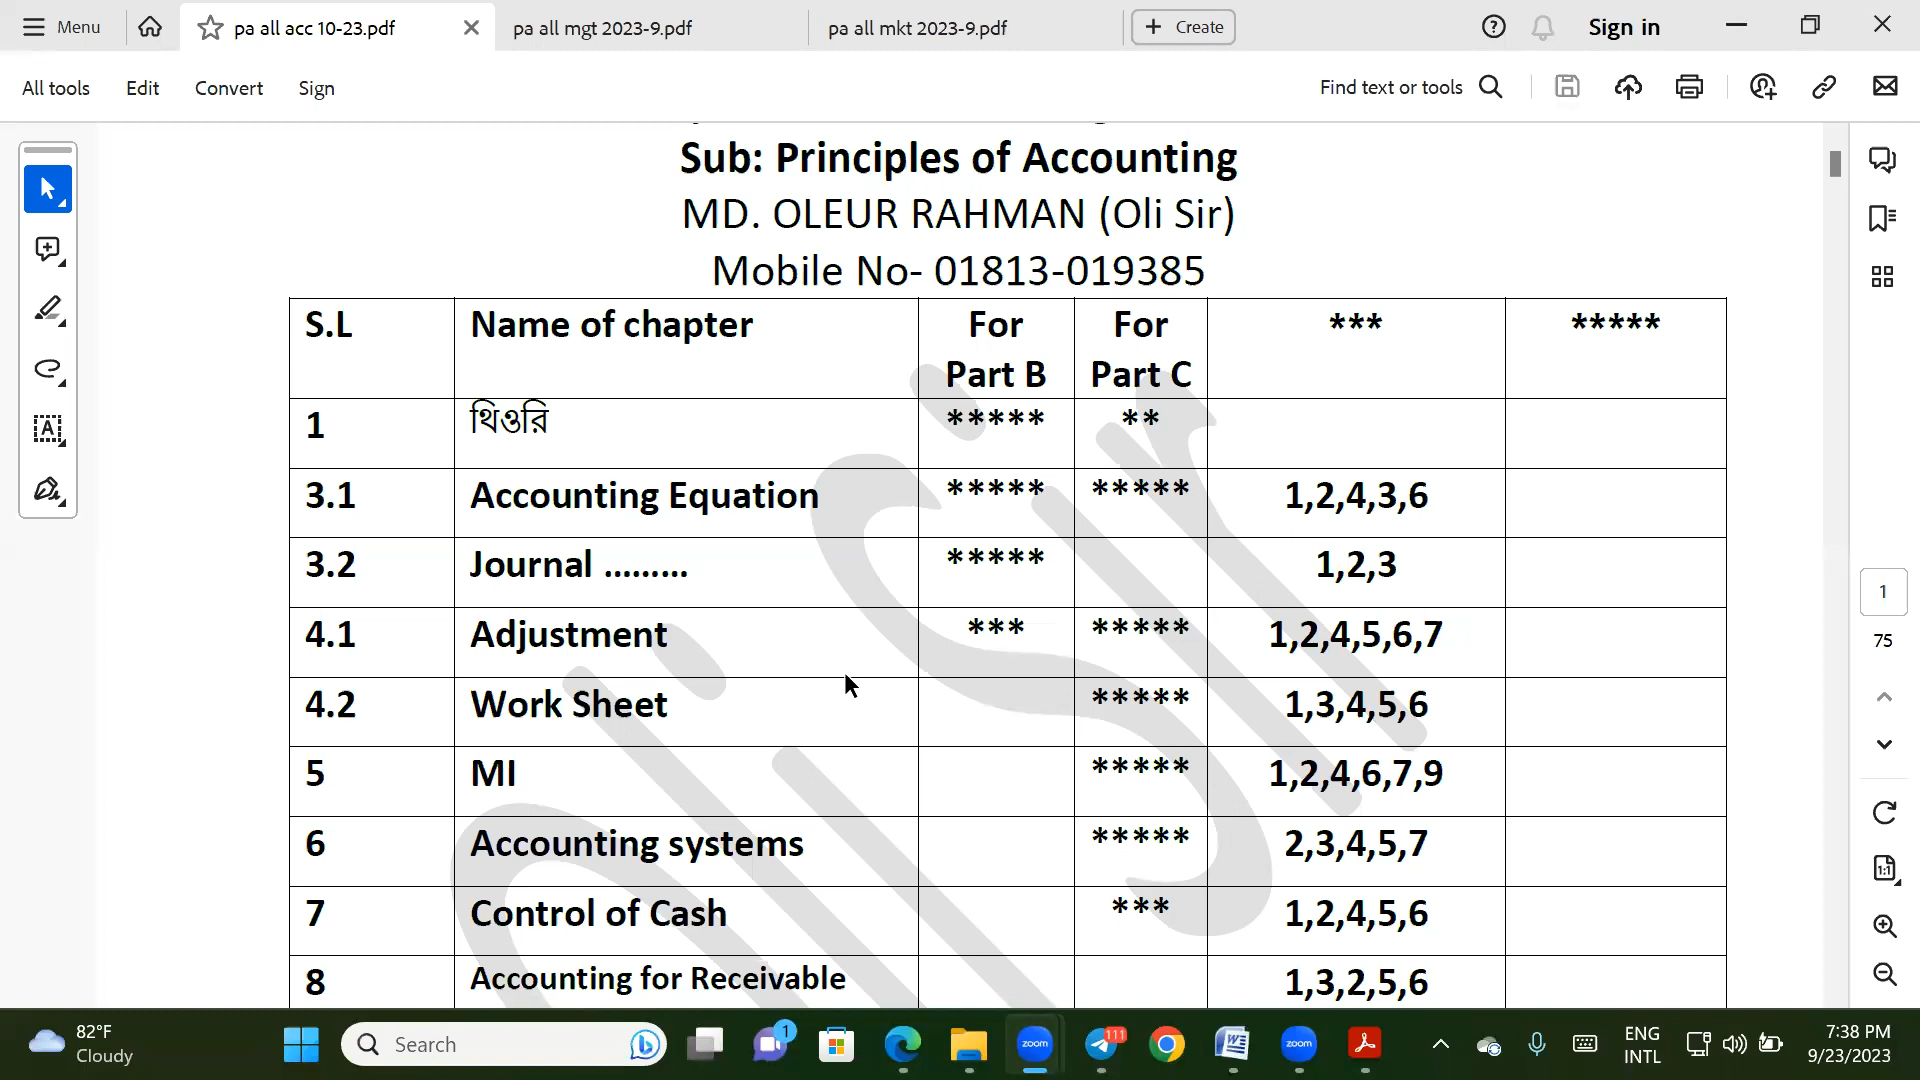 Menu
pa all acc 10-23.pdf
pa all mgt 2023-9.pdf
pa all mkt 2023-9.pdf
+ Create
Sign in
All tools Edit Convert Sign
Find text or tools
Sub: Principles of Accounting
MD. OLEUR RAHMAN (Oli Sir)
Mobile No- 01813-019385
S.L Name of chapter For Part B For Part C *** *****
1 থিওরি ***** **
3.1 Accounting Equation ***** ***** 1,2,4,3,6
3.2 Journal ......... ***** 1,2,3
4.1 Adjustment *** ***** 1,2,4,5,6,7
4.2 Work Sheet ***** 1,3,4,5,6
5 MI ***** 1,2,4,6,7,9
6 Accounting systems ***** 2,3,4,5,7
7 Control of Cash *** 1,2,4,5,6
8 Accounting for Receivable 1,3,2,5,6
Oli Sir
1
75
1:1
82°F
Cloudy
Search
1
zoom
111
zoom
ENG
INTL
7:38 PM
9/23/2023